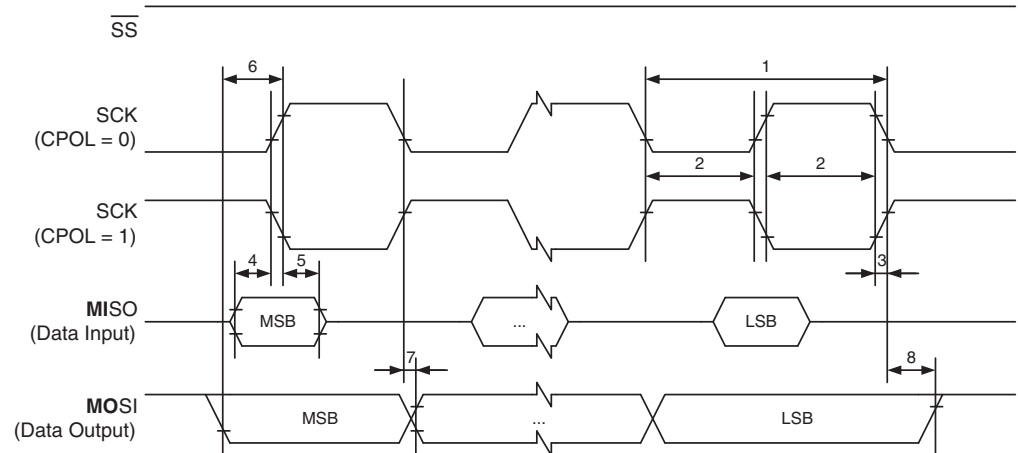 SS
6
1
SCK
(CPOL = 0)
2
2
SCK
(CPOL = 1)
4
5
3
MISO
(Data Input)
MSB
...
LSB
7
8
MOSI
(Data Output)
MSB
...
LSB